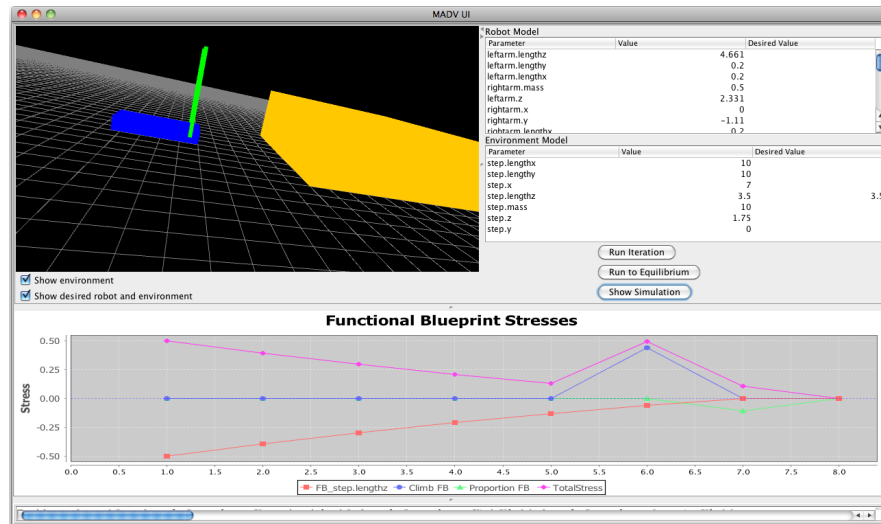 MADV UI
Robot Model
Parameter Value Desired Value
leftarm.lengthz 4.661
leftarm.lengthy 0.2
leftarm.lengthx 0.2
rightarm.mass 0.5
leftarm.z 2.331
rightarm.x 0
rightarm.y −1.11
rightarm.lengthx 0.2
Environment Model
Parameter Value Desired Value
step.lengthx 10
step.lengthy 10
step.x 7
step.lengthz 3.5 3.5
step.mass 10
step.z 1.75
step.y 0
Run Iteration
Run to Equilibrium
Show Simulation
Show environment
Show desired robot and environment
Functional Blueprint Stresses
Stress
0.50
0.25
0.00
-0.25
-0.50
0.0 0.5 1.0 1.5 2.0 2.5 3.0 3.5 4.0 4.5 5.0 5.5 6.0 6.5 7.0 7.5 8.0
FB_step.lengthz Climb FB Proportion FB TotalStress